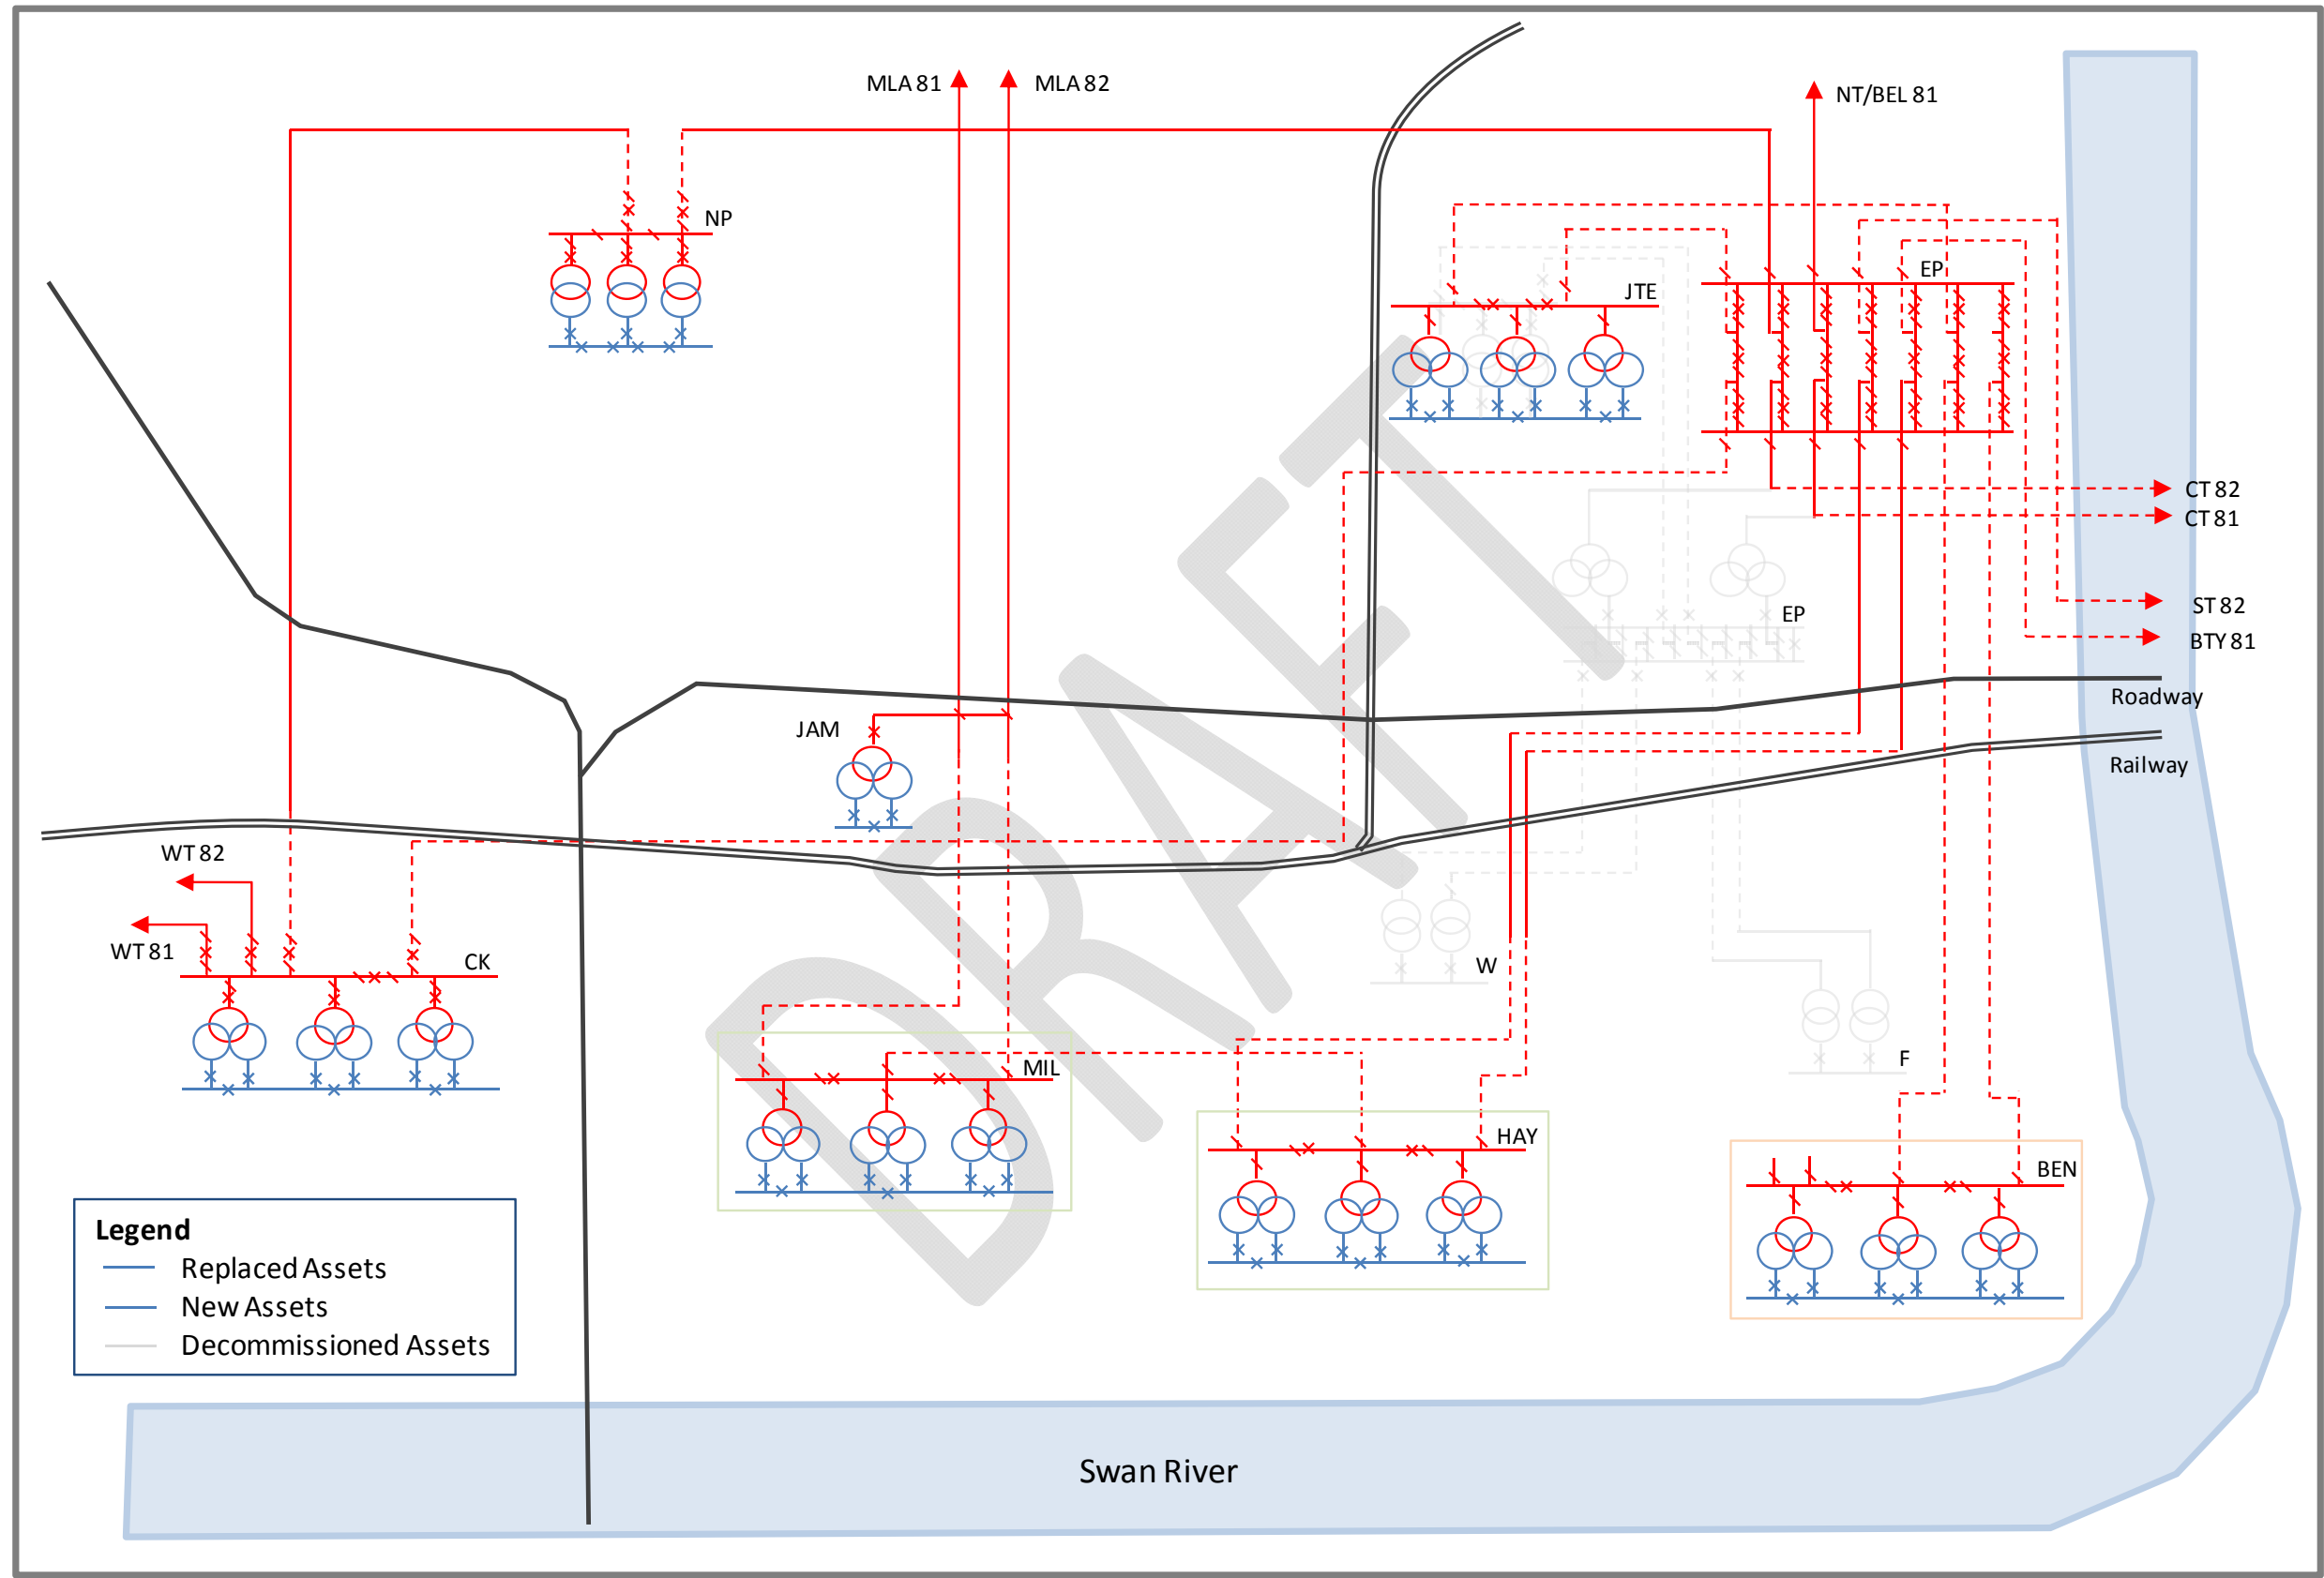 MLA 81
MLA 82
NT/BEL 81
NP
EP
JTE
CT 82
CT 81
ST 82
EP
BTY 81
Roadway
JAM
Railway
WT 82
WT 81
CK
W
F
MIL
HAY
BEN
Legend
Replaced Assets
New Assets
Decommissioned Assets
Swan River
DRAFT